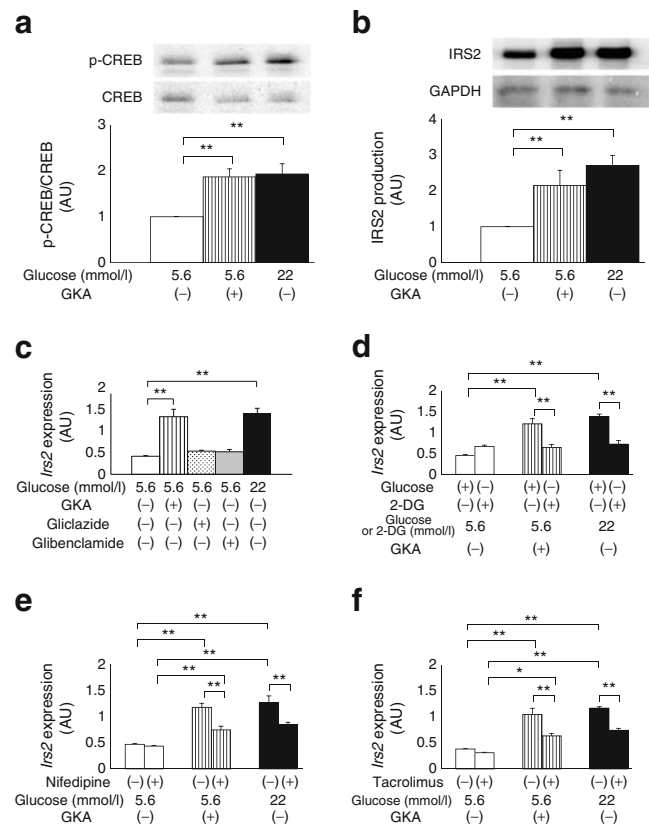 a
p-CREB
CREB
p-CREB/CREB
(AU)
3
2
1
0
**
**
Glucose (mmol/l) 5.6 5.6 22
GKA (–) (+) (–)
b
IRS2
GAPDH
IRS2 production
(AU)
4
3
2
1
0
**
**
Glucose (mmol/l) 5.6 5.6 22
GKA (–) (+) (–)
c
Irs2 expression
(AU)
2
1.5
1
0.5
0
**
**
Glucose (mmol/l) 5.6 5.6 5.6 5.6 22
GKA (–) (+) (–) (–) (–)
Gliclazide (–) (–) (+) (–) (–)
Glibenclamide (–) (–) (–) (+) (–)
d
Irs2 expression
(AU)
2
1.5
1
0.5
0
**
**
** **
Glucose (+)(–) (+)(–) (+)(–)
2-DG (–)(+) (–)(+) (–)(+)
Glucose
or 2-DG (mmol/l) 5.6 5.6 22
GKA (–) (+) (–)
e
Irs2 expression
(AU)
2
1.5
1
0.5
0
**
**
**
**
** **
Nifedipine (–)(+) (–)(+) (–)(+)
Glucose (mmol/l) 5.6 5.6 22
GKA (–) (+) (–)
f
Irs2 expression
(AU)
2
1.5
1
0.5
0
**
**
**
*
** **
Tacrolimus (–)(+) (–)(+) (–)(+)
Glucose (mmol/l) 5.6 5.6 22
GKA (–) (+) (–)